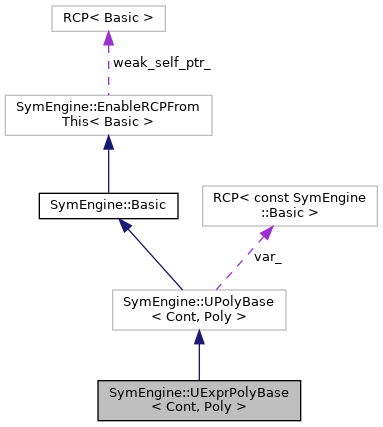 RCP< Basic >
weak_self_ptr_
SymEngine::EnableRCPFrom
This< Basic >
SymEngine::Basic
RCP< const SymEngine
::Basic >
var_
SymEngine::UPolyBase
< Cont, Poly >
SymEngine::UExprPolyBase
< Cont, Poly >